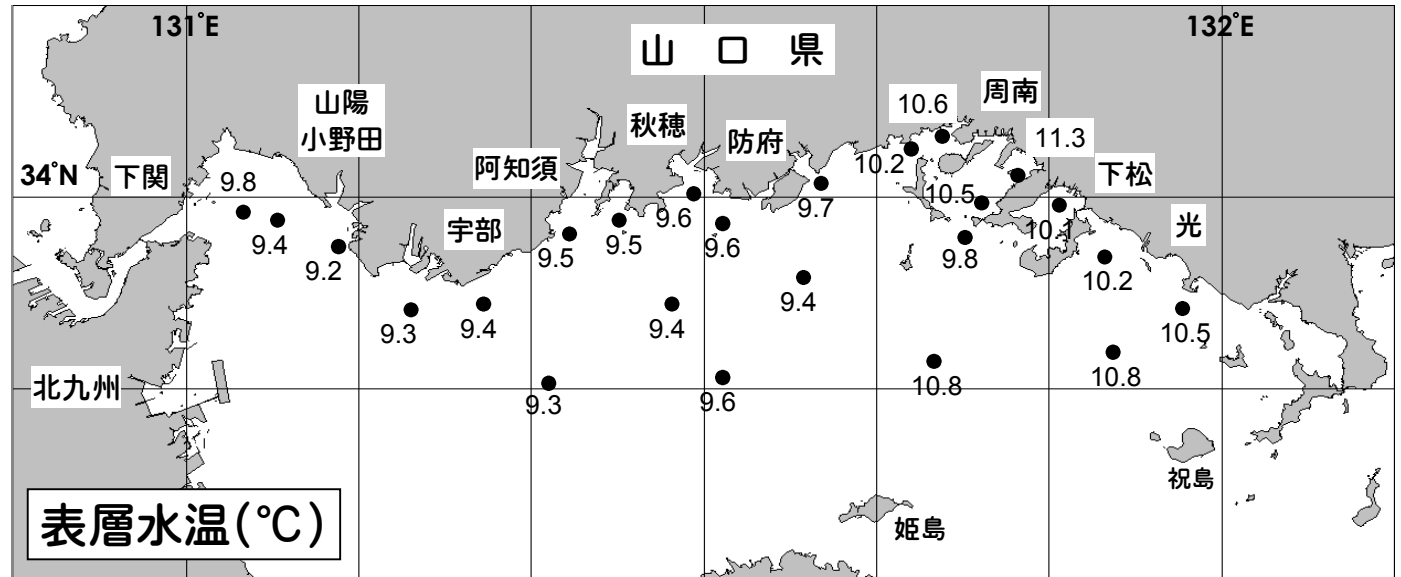 131°E
132°E
山 口 県
山陽
小野田
秋穂
防府
10.6
周南
11.3
34°N
下関
9.8
阿知須
10.2
下松
9.4
9.2
宇部
9.5
9.5
9.6
9.6
9.7
10.5
10.1
光
9.8
10.2
9.3
9.4
9.4
9.4
10.5
北九州
9.3
9.6
10.8
10.8
祝島
姫島
表層水温(℃)